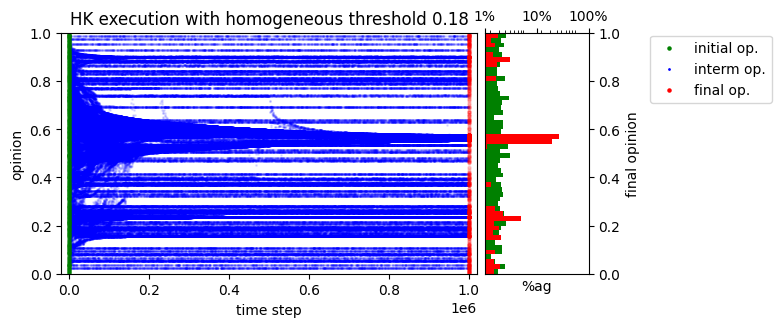 HK execution with homogeneous threshold 0.18
1% 10% 100%
initial op.
interm op.
final op.
1.0
0.8
0.6
0.4
0.2
0.0
opinion
0.0 0.2 0.4 0.6 0.8 1.0
1e6
time step
%ag
1.0
0.8
0.6
0.4
0.2
0.0
final opinion